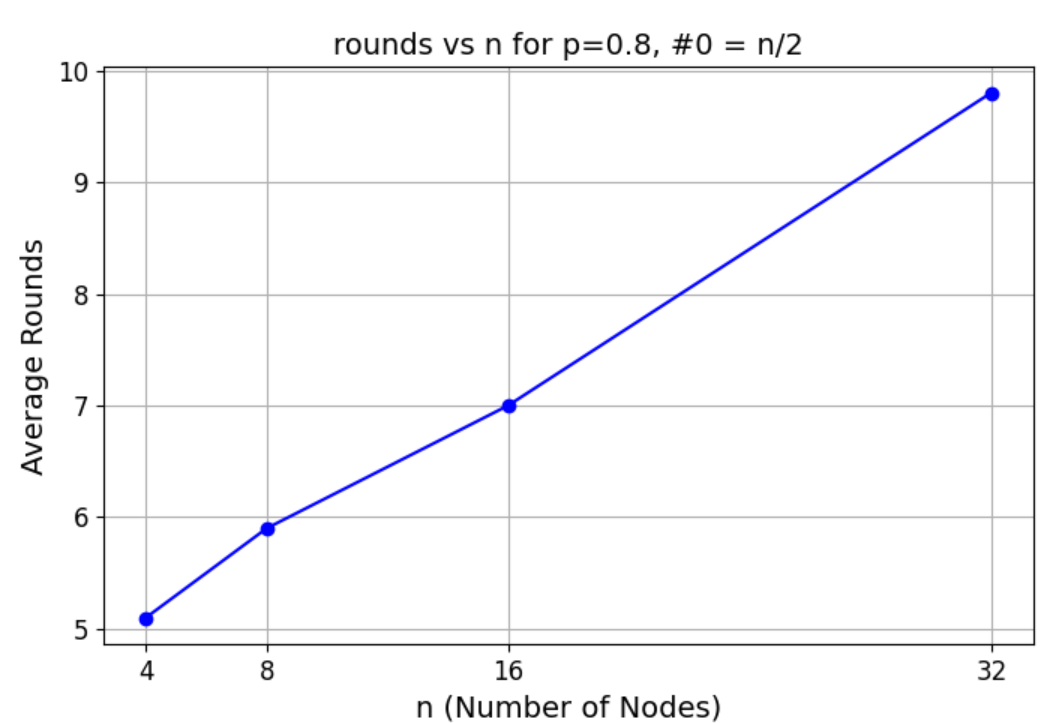 rounds vs n for p=0.8, #0 = n/2
10
9
8
7
6
5
Average Rounds
4 8 16 32
n (Number of Nodes)